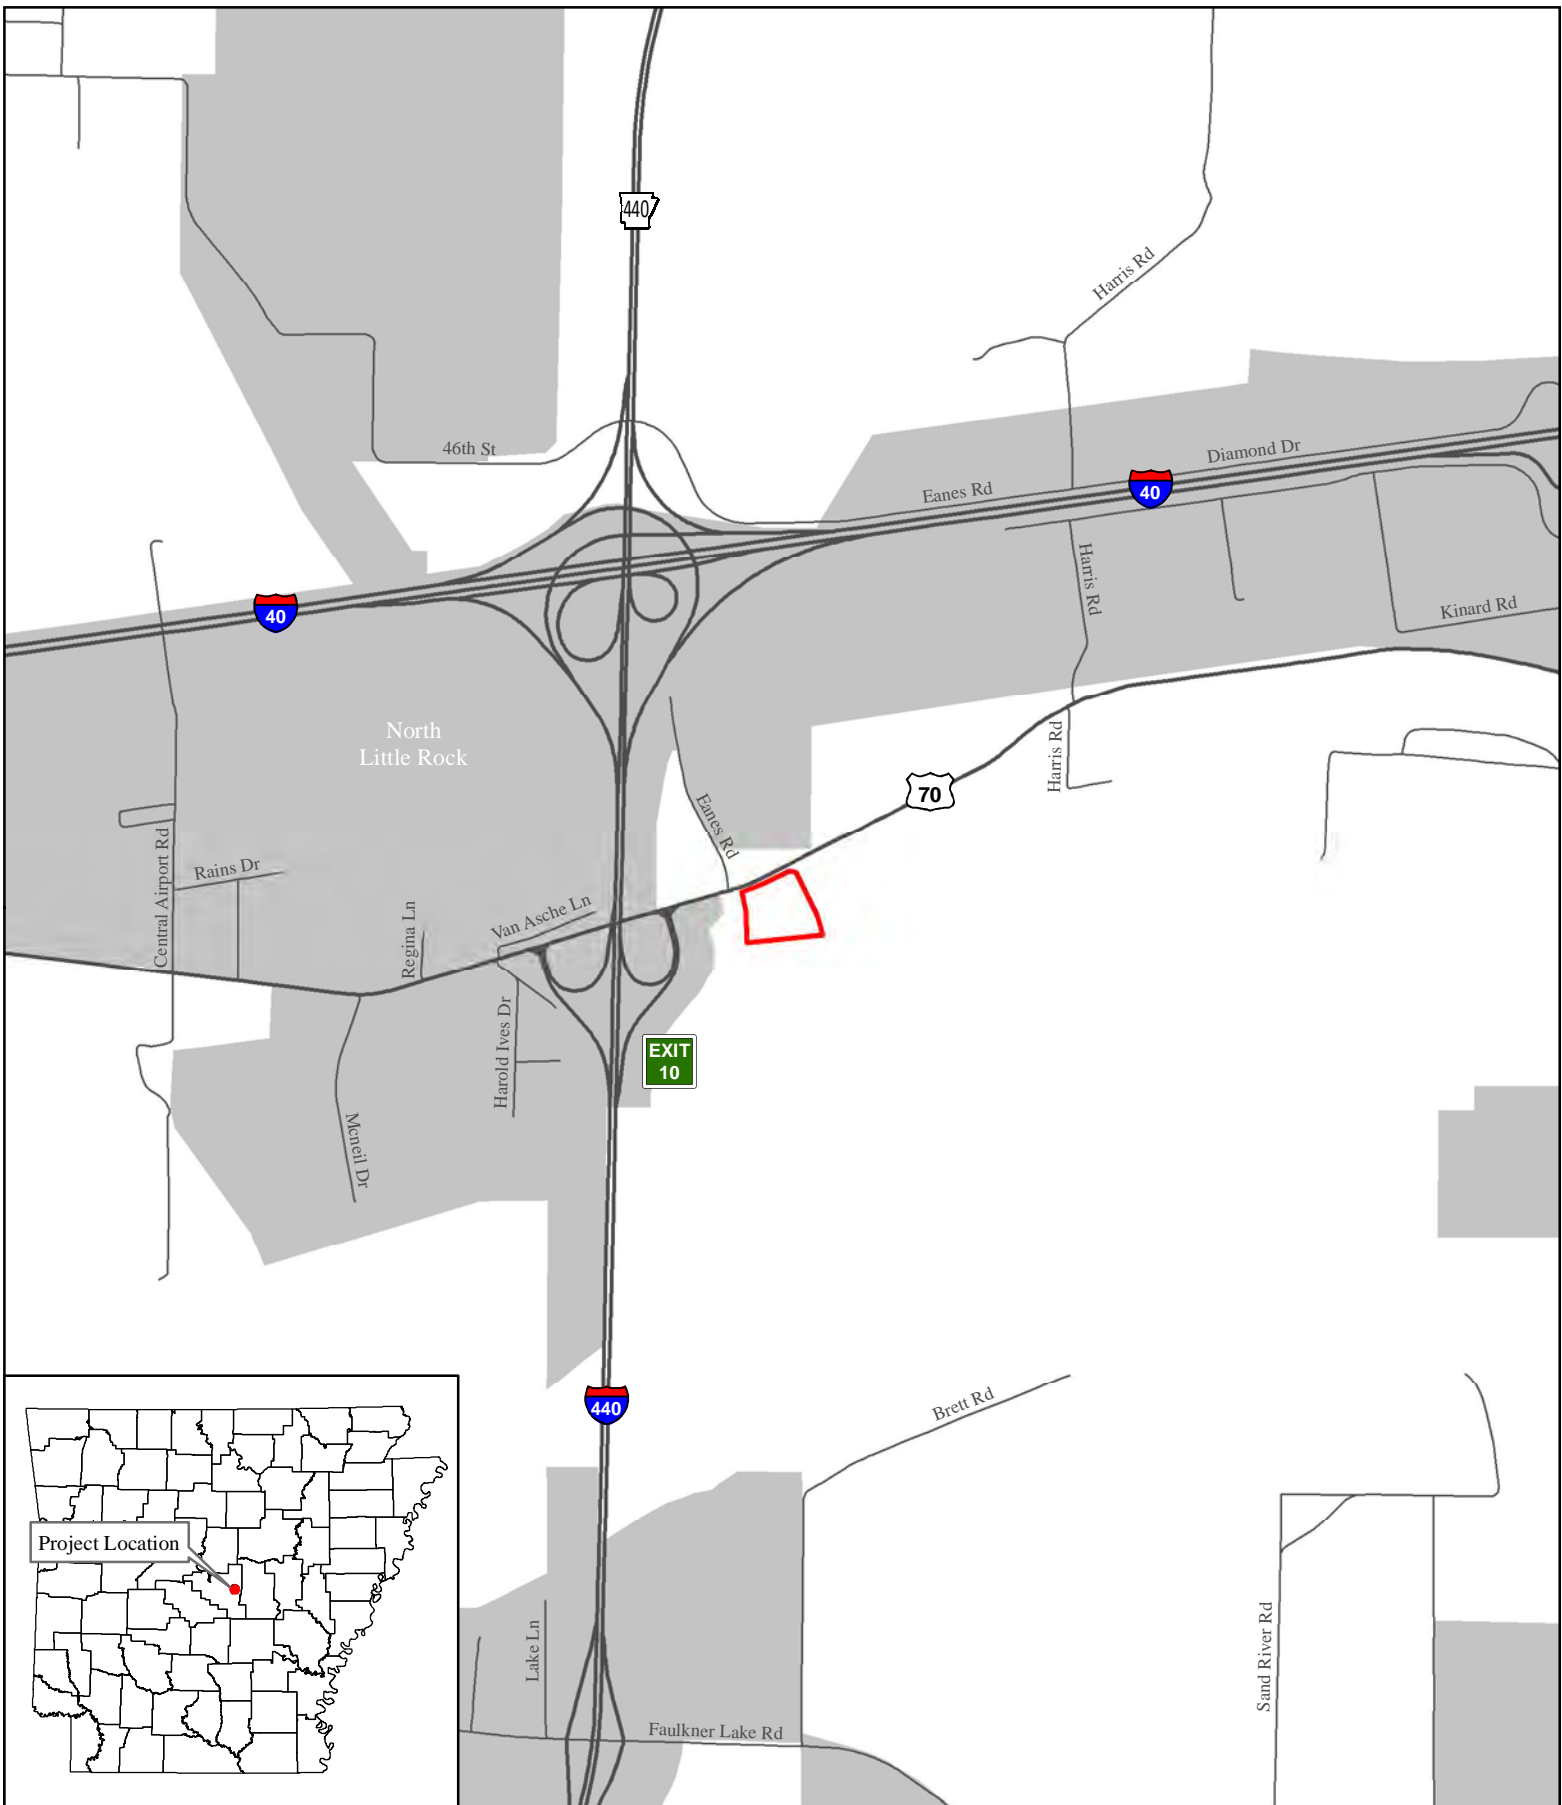 440
Harris Rd
46th St
Diamond Dr
Eanes Rd
40
40
Harris Rd
Kinard Rd
North
Little Rock
Harris Rd
70
Eanes Rd
Central Airport Rd
Rains Dr
Regina Ln
Van Asche Ln
Harold Ives Dr
EXIT
10
Mcneil Dr
440
Brett Rd
Project Location
Lake Ln
Sand River Rd
Faulkner Lake Rd